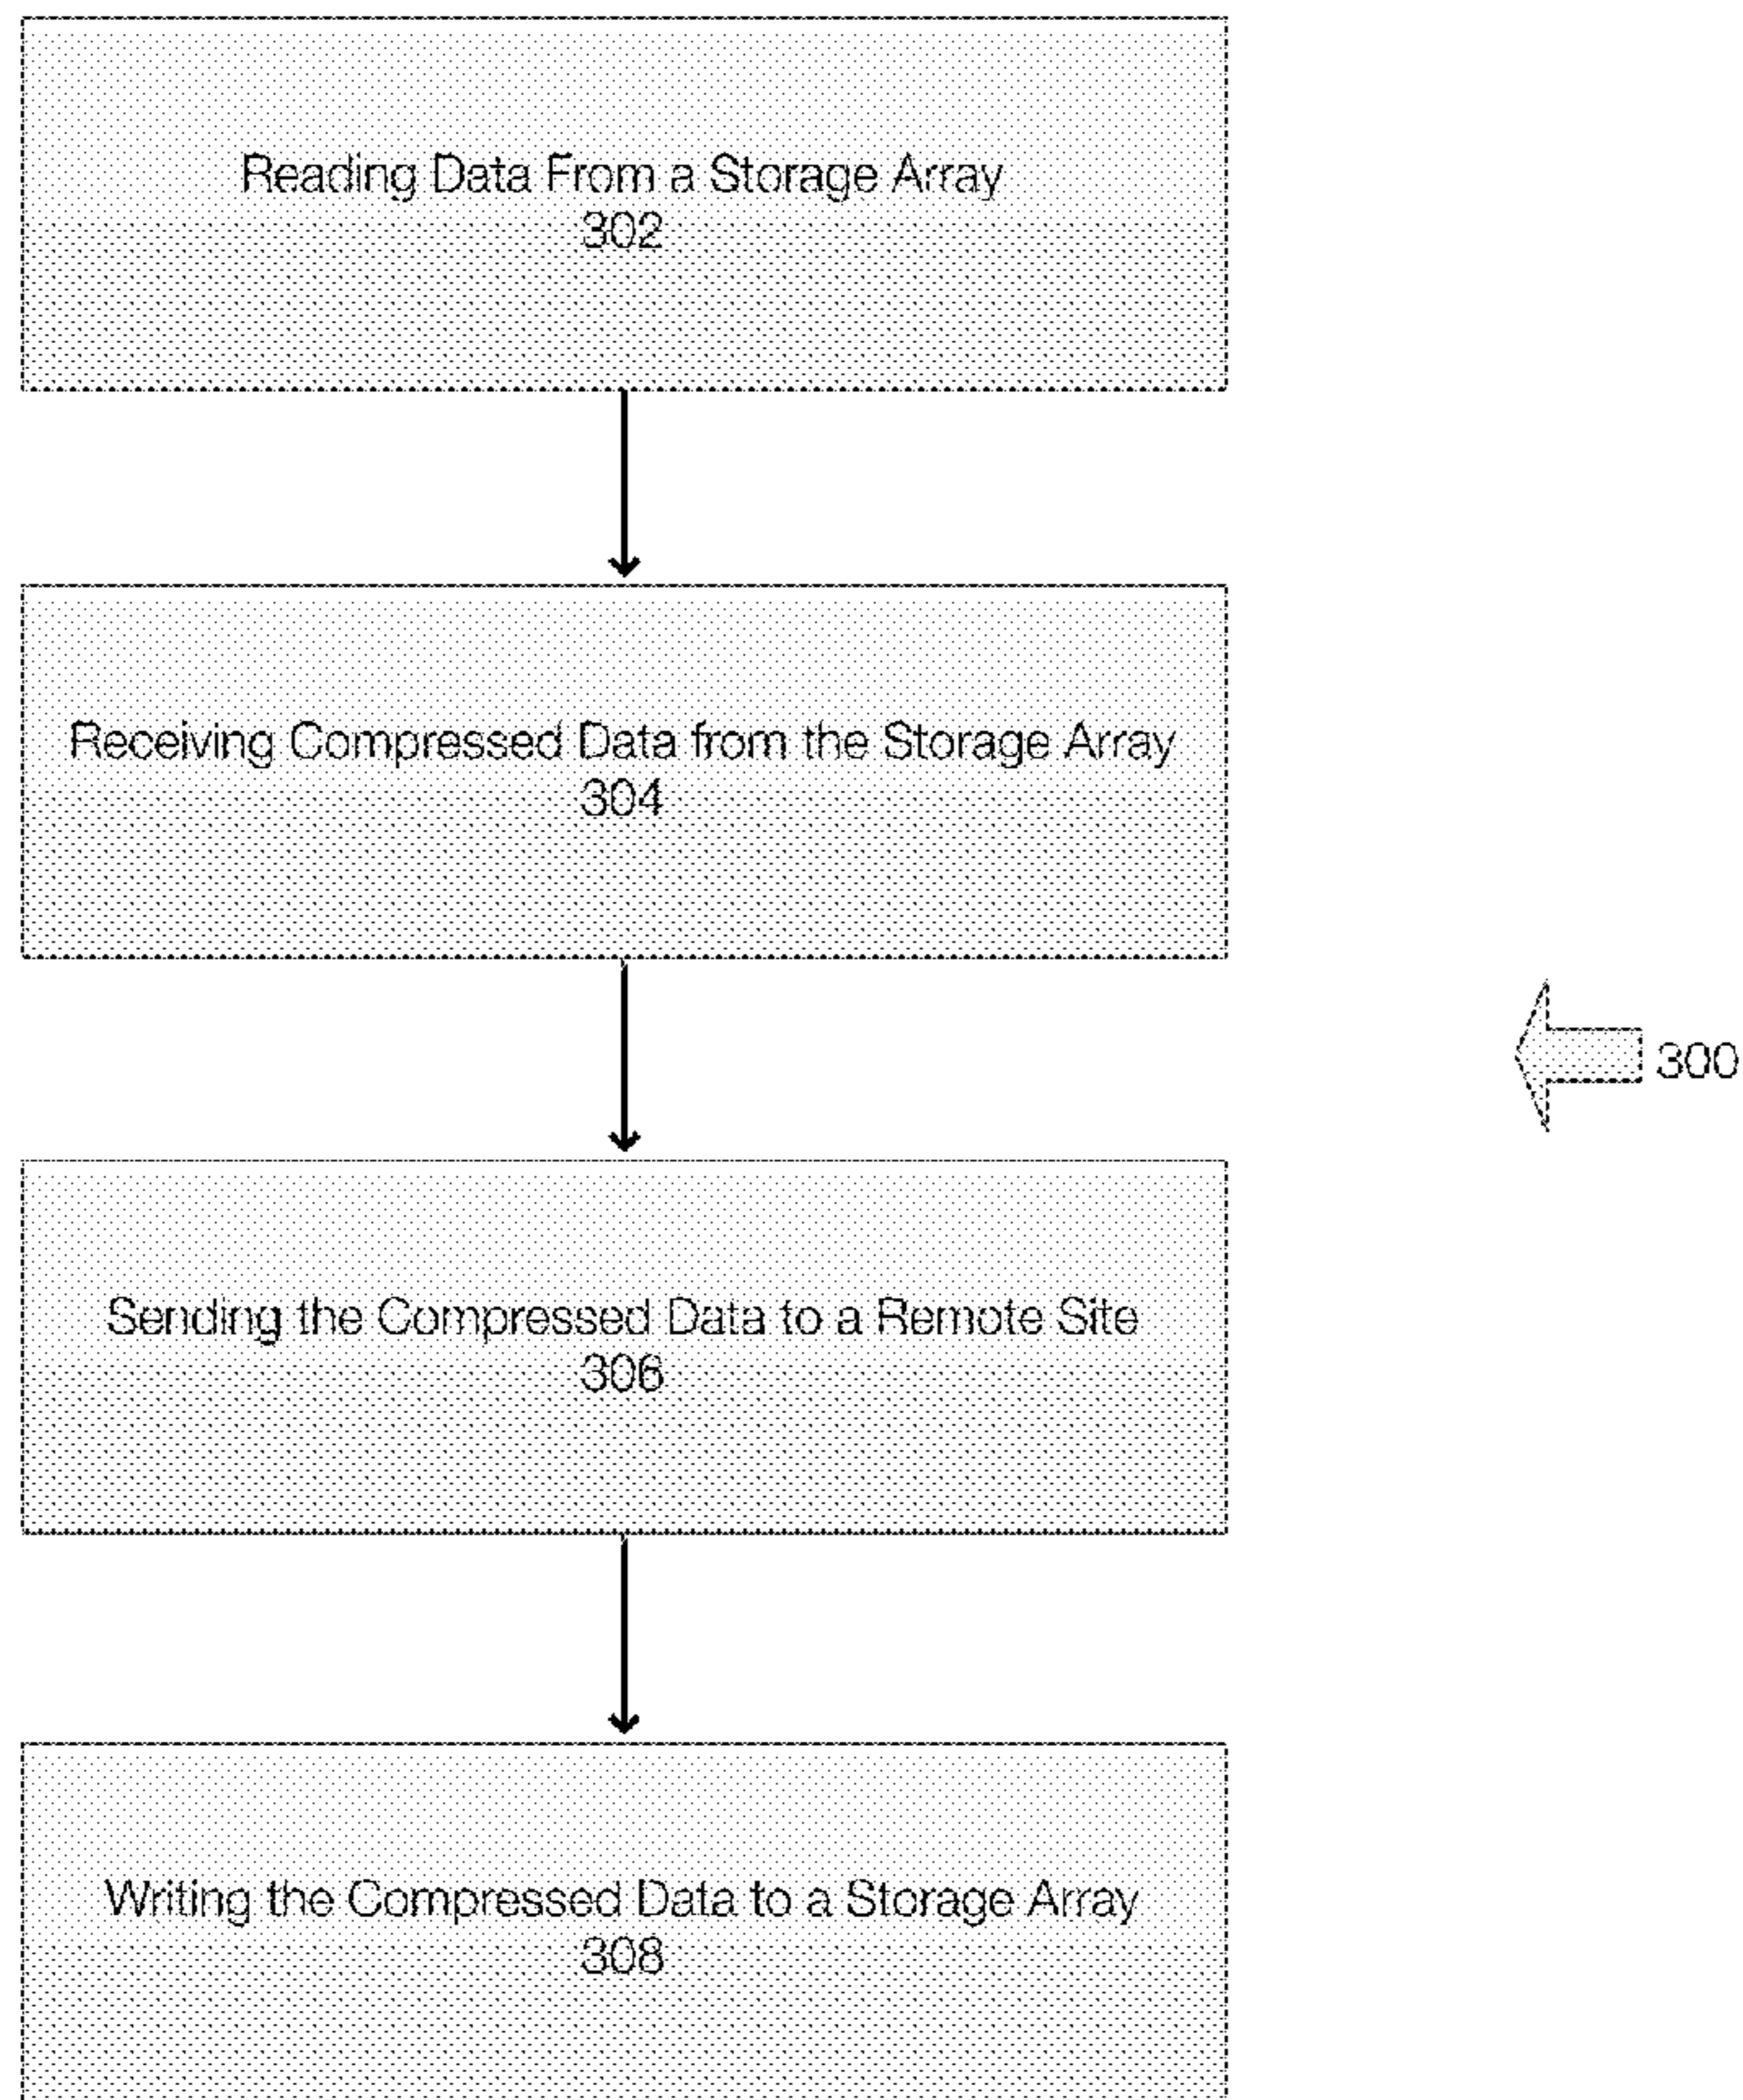 Reading Data From a Storage Array
302
Receiving Compressed Data from the Storage Array
304
300
Sending the Compressed Data to a Remote Site
306
Writing the Compressed Data to a Storage Array
308